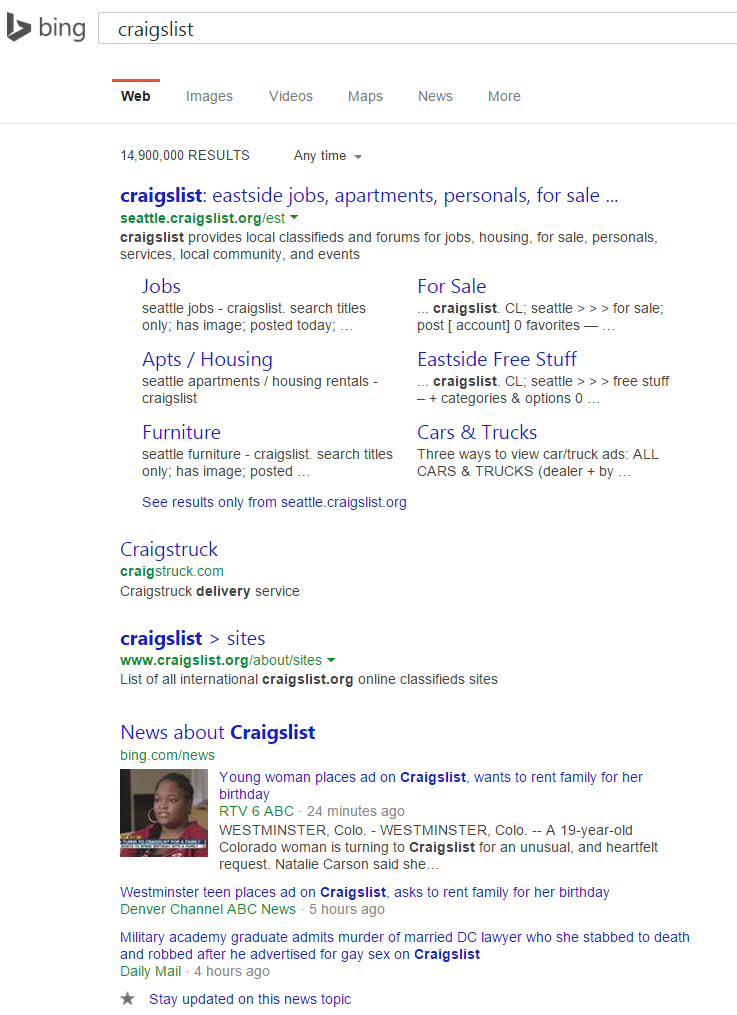 bing
craigslist
Web Images Videos Maps News More
14,900,000 RESULTS Any time
craigslist: eastside jobs, apartments, personals, for sale ...
seattle.craigslist.org/est
craigslist provides local classifieds and forums for jobs, housing, for sale, personals,
services, local community, and events
Jobs
seattle jobs - craigslist. search titles
only; has image; posted today; …
For Sale
... craigslist. CL; seattle > > > for sale;
post [ account] 0 favorites — …
Apts / Housing
seattle apartments / housing rentals -
craigslist
Eastside Free Stuff
... craigslist. CL; seattle > > > free stuff
– + categories & options 0 …
Furniture
seattle furniture - craigslist. search titles
only; has image; posted …
Cars & Trucks
Three ways to view car/truck ads: ALL
CARS & TRUCKS (dealer + by …
See results only from seattle.craigslist.org
Craigstruck
craigstruck.com
Craigstruck delivery service
craigslist > sites
www.craigslist.org/about/sites
List of all international craigslist.org online classifieds sites
News about Craigslist
bing.com/news
Young woman places ad on Craigslist, wants to rent family for her
birthday
RTV 6 ABC · 24 minutes ago
WESTMINSTER, Colo. - WESTMINSTER, Colo. -- A 19-year-old
Colorado woman is turning to Craigslist for an unusual, and heartfelt
request. Natalie Carson said she…
Westminster teen places ad on Craigslist, asks to rent family for her birthday
Denver Channel ABC News · 5 hours ago
Military academy graduate admits murder of married DC lawyer who she stabbed to death
and robbed after he advertised for gay sex on Craigslist
Daily Mail · 4 hours ago
Stay updated on this news topic